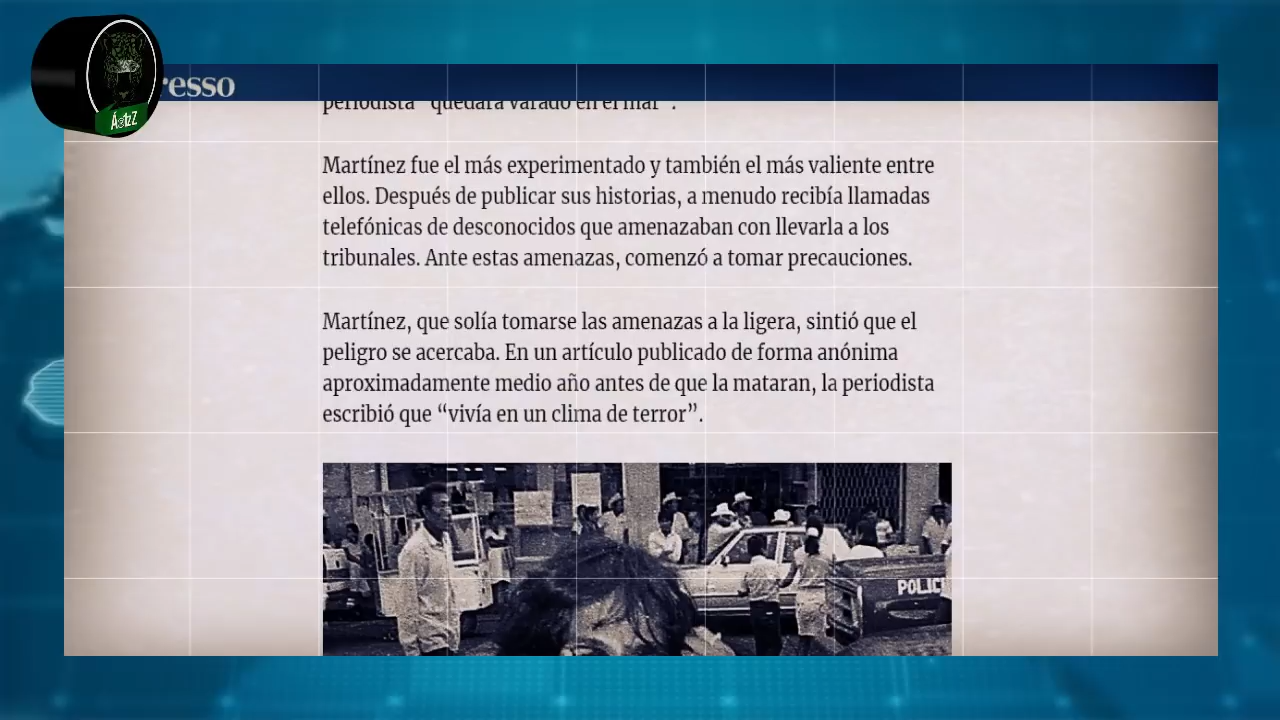 resso
ÁctzZ
periodista "quedara varado en el mar".
Martínez fue el más experimentado y también el más valiente entre
ellos. Después de publicar sus historias, a menudo recibía llamadas
telefónicas de desconocidos que amenazaban con llevarla a los
tribunales. Ante estas amenazas, comenzó a tomar precauciones.
Martínez, que solía tomarse las amenazas a la ligera, sintió que el
peligro se acercaba. En un artículo publicado de forma anónima
aproximadamente medio año antes de que la mataran, la periodista
escribió que “vivía en un clima de terror”.
POLIC